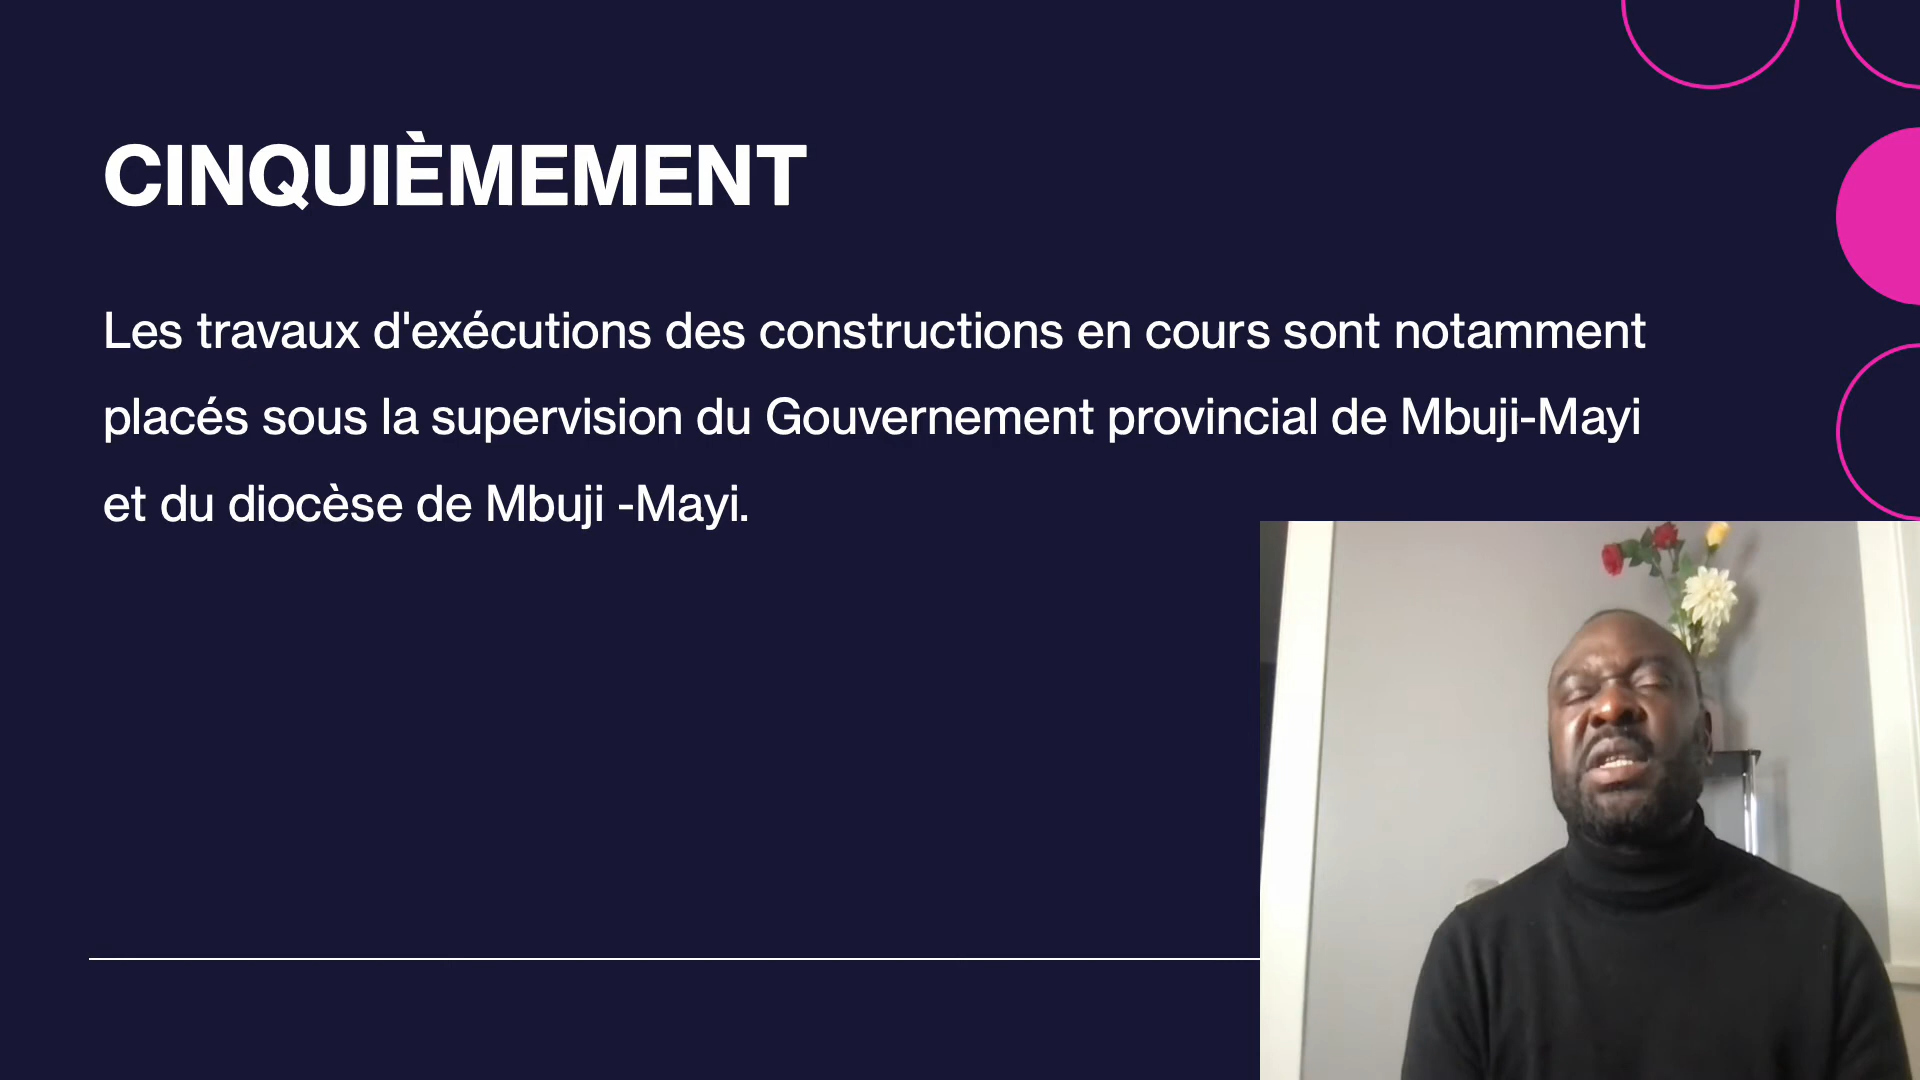 CINQUIÈMEMENT
Les travaux d'exécutions des constructions en cours sont notamment
placés sous la supervision du Gouvernement provincial de Mbuji-Mayi
et du diocèse de Mbuji -Mayi.